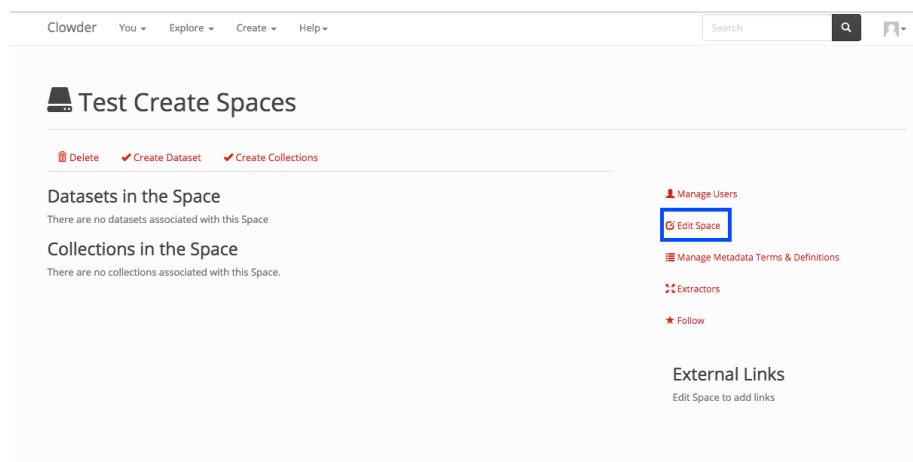 Clowder You Explore Create Help Search
Test Create Spaces
Delete Create Dataset Create Collections
Datasets in the Space
There are no datasets associated with this Space
Collections in the Space
There are no collections associated with this Space.
Manage Users
Edit Space
Manage Metadata Terms & Definitions
Extractors
Follow
External Links
Edit Space to add links